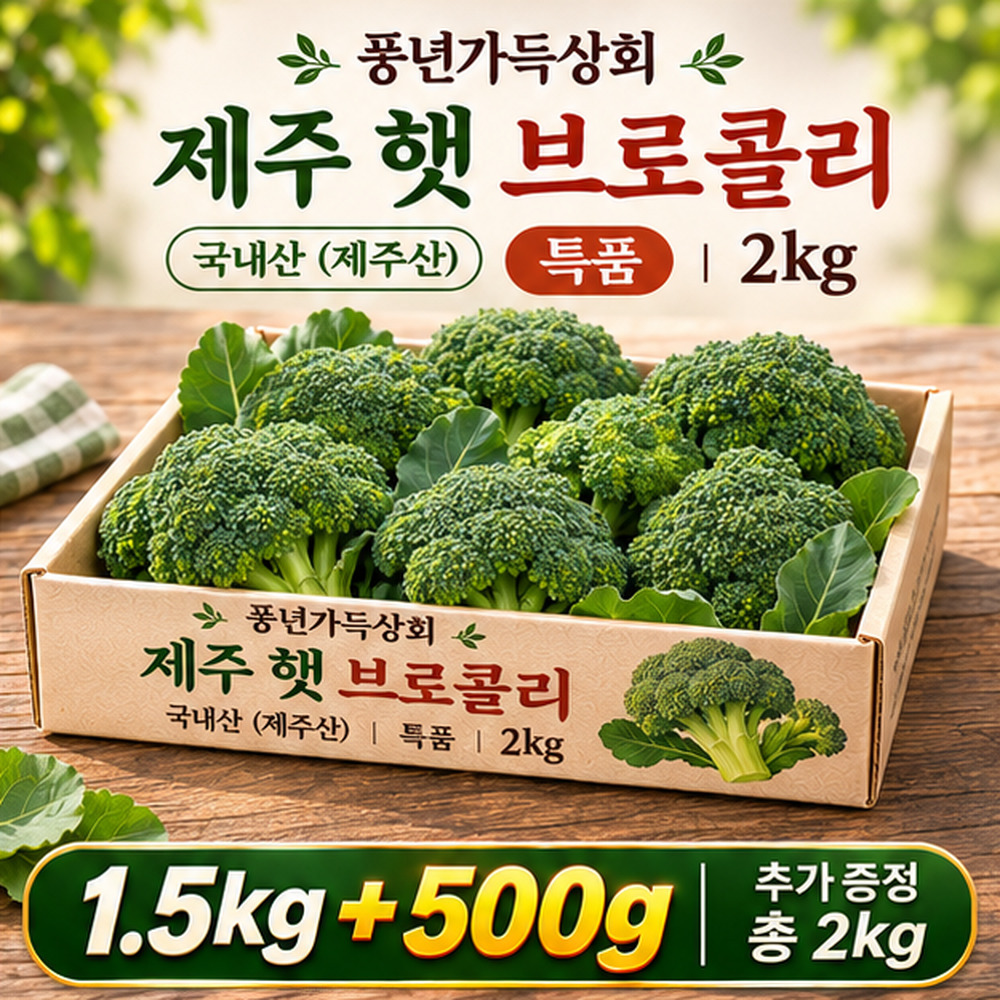 풍년가득상회
제주 햇 브로콜리
국내산 (제주산) 특품 | 2kg
풍년가득상회
제주 햇 브로콜리
국내산 (제주산) | 특품 | 2kg
1.5kg + 500g | 추가 증정
총 2kg